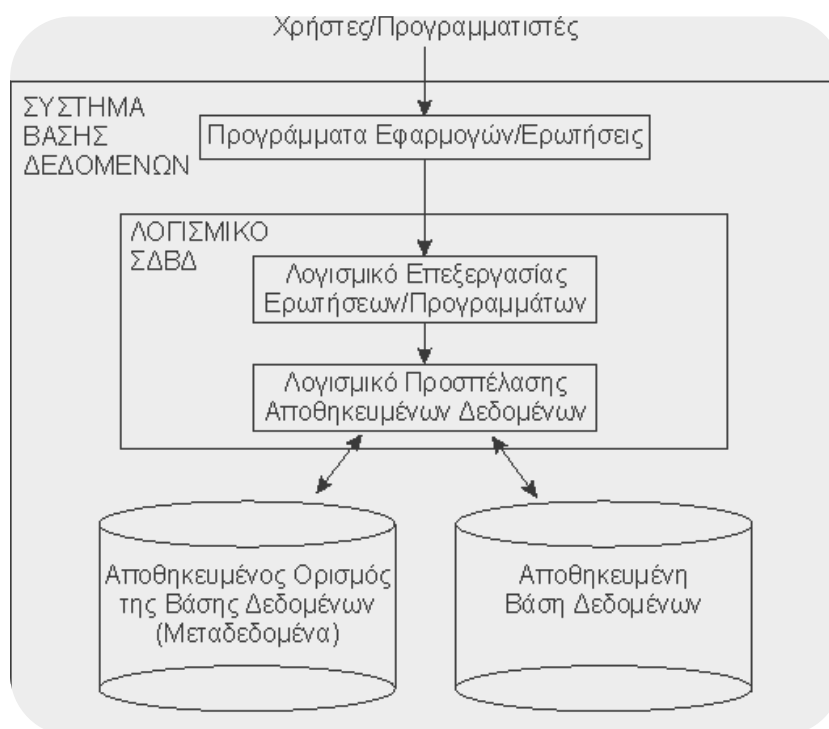 Χρήστες/Προγραμματιστές
ΣΥΣΤΗΜΑ
ΒΑΣΗΣ
ΔΕΔΟΜΕΝΩΝ
Προγράμματα Εφαρμογών/Ερωτήσεις
ΛΟΓΙΣΜΙΚΟ
ΣΔΒΔ
Λογισμικό Επεξεργασίας
Ερωτήσεων/Προγραμμάτων
Λογισμικό Προσπέλασης
Αποθηκευμένων Δεδομένων
Αποθηκευμένος Ορισμός
της Βάσης Δεδομένων
(Μεταδεδομένα)
Αποθηκευμένη
Βάση Δεδομένων